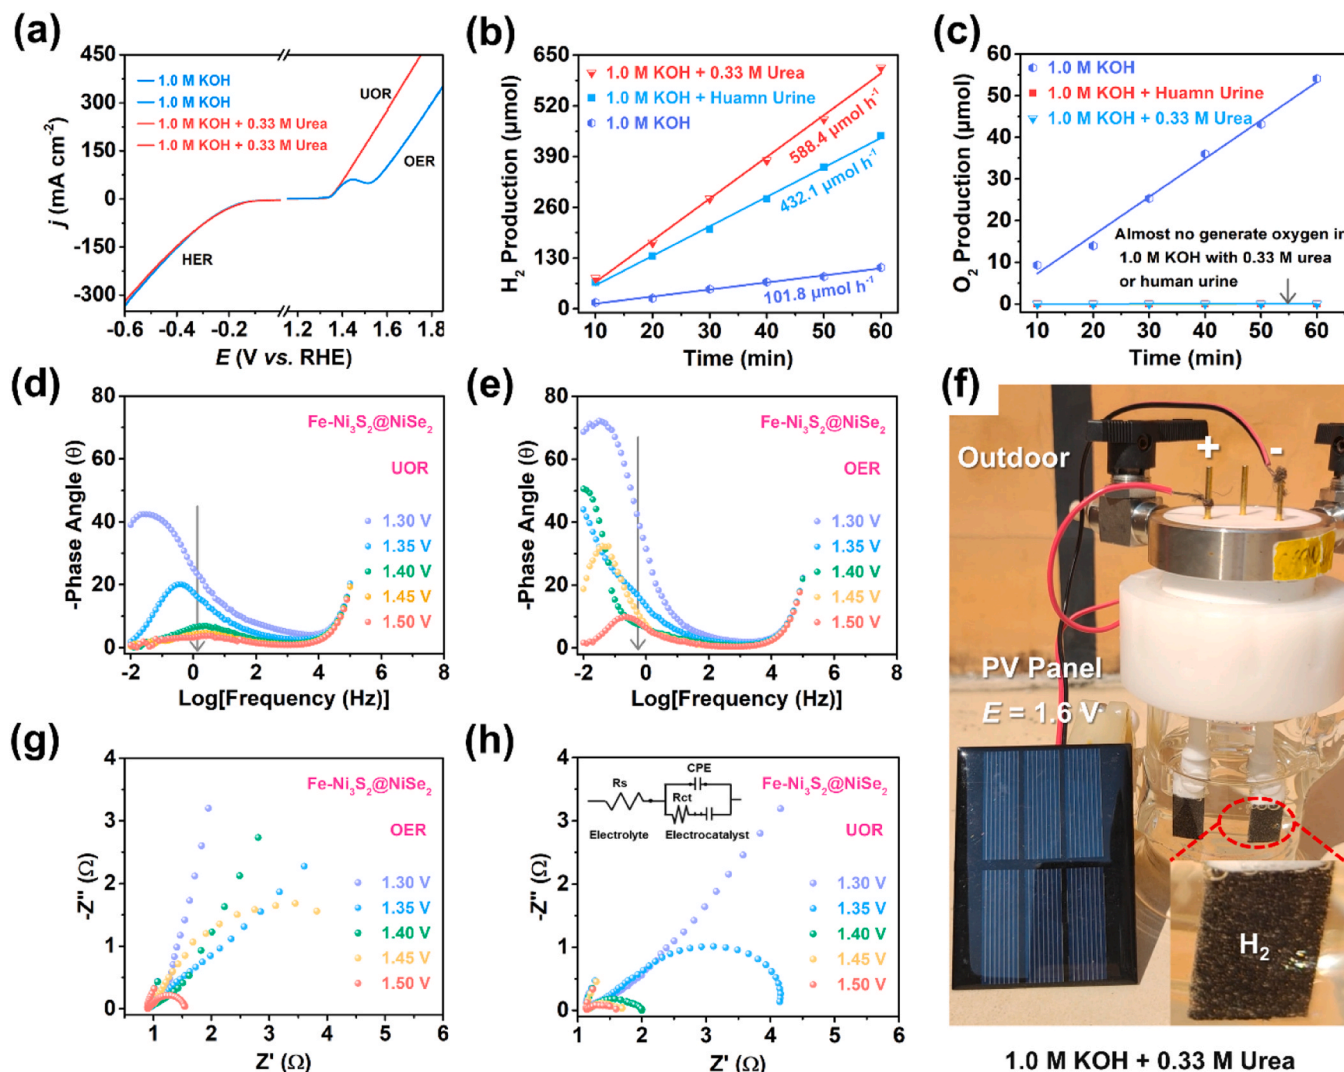 (a)
450
300
150
0
-150
-300
j (mA cm⁻²)
1.0 M KOH
1.0 M KOH
1.0 M KOH + 0.33 M Urea
1.0 M KOH + 0.33 M Urea
UOR
OER
HER
-0.6 -0.4 -0.2 1.2 1.4 1.6 1.8
E (V vs. RHE)
(b)
650
520
390
260
130
0
H₂ Production (μmol)
1.0 M KOH + 0.33 M Urea
1.0 M KOH + Huamn Urine
1.0 M KOH
588.4 μmol h⁻¹
432.1 μmol h⁻¹
101.8 μmol h⁻¹
10 20 30 40 50 60
Time (min)
(c)
60
50
40
30
20
10
0
O₂ Production (μmol)
1.0 M KOH
1.0 M KOH + Huamn Urine
1.0 M KOH + 0.33 M Urea
Almost no generate oxygen in
1.0 M KOH with 0.33 M urea
or human urine
10 20 30 40 50 60
Time (min)
(d)
80
60
40
20
0
-Phase Angle (θ)
Fe-Ni₃S₂@NiSe₂
UOR
1.30 V
1.35 V
1.40 V
1.45 V
1.50 V
-2 0 2 4 6
Log[Frequency (Hz)]
(e)
80
60
40
20
0
-Phase Angle (θ)
Fe-Ni₃S₂@NiSe₂
OER
1.30 V
1.35 V
1.40 V
1.45 V
1.50 V
-2 0 2 4 6
Log[Frequency (Hz)]
(f)
Outdoor
+ -
PV Panel
E = 1.6 V
H₂
1.0 M KOH + 0.33 M Urea
(g)
4
3
2
1
0
-Z'' (Ω)
Fe-Ni₃S₂@NiSe₂
OER
1.30 V
1.35 V
1.40 V
1.45 V
1.50 V
1 2 3 4 5 6
Z' (Ω)
(h)
4
3
2
1
0
-Z'' (Ω)
CPE
Rs
Rct
Electrolyte Electrocatalyst
Fe-Ni₃S₂@NiSe₂
UOR
1.30 V
1.35 V
1.40 V
1.45 V
1.50 V
1 2 3 4 5 6
Z' (Ω)